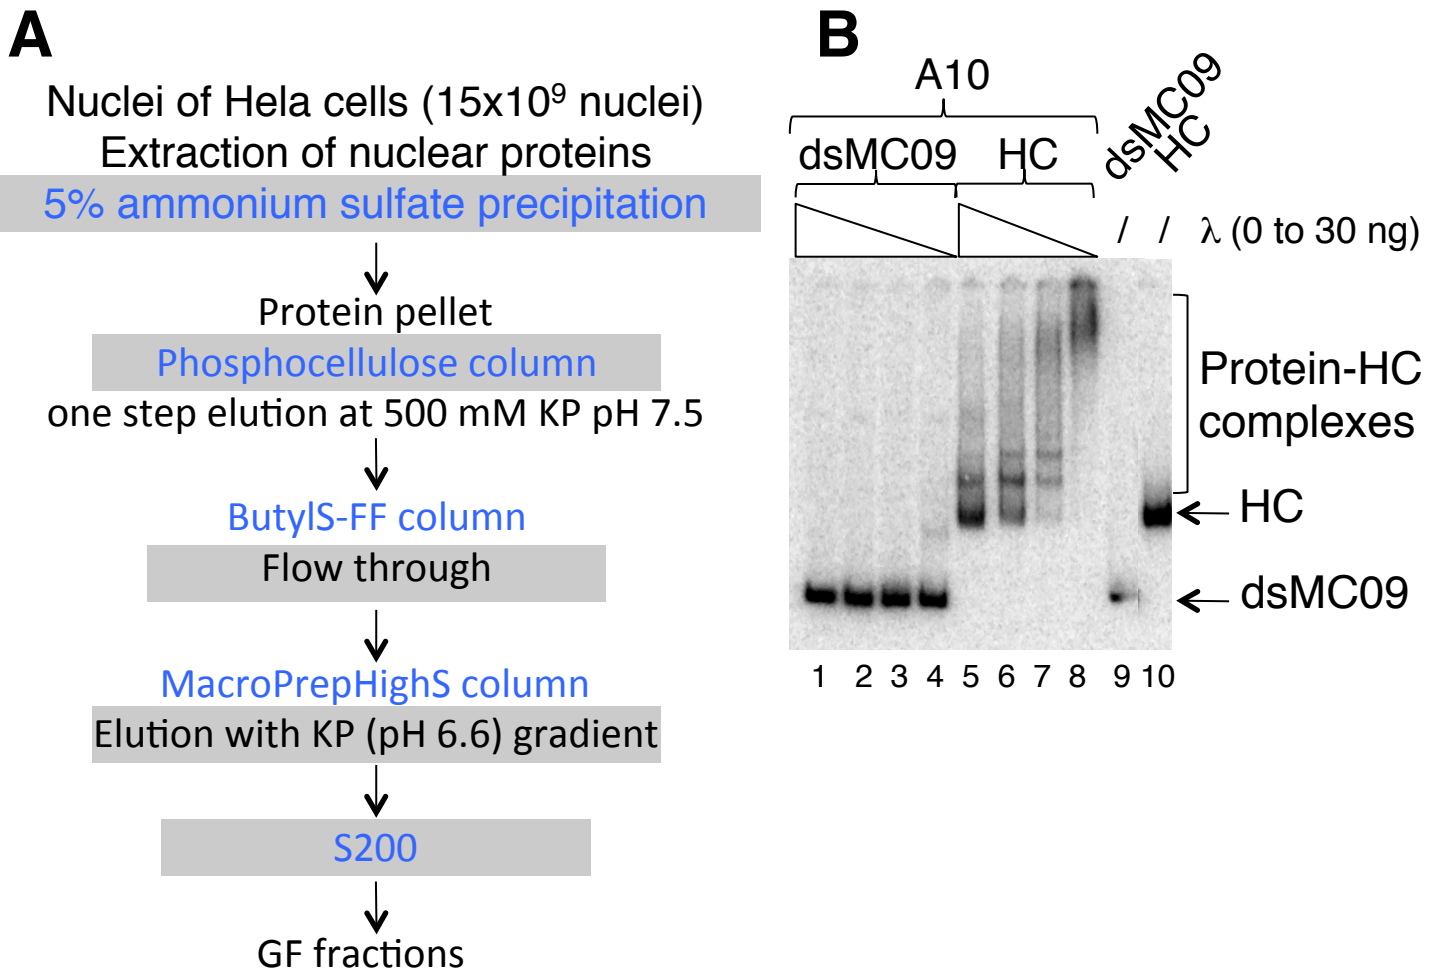 A
Nuclei of Hela cells (15x10⁹ nuclei)
Extraction of nuclear proteins
5% ammonium sulfate precipitation
Protein pellet
Phosphocellulose column
one step elution at 500 mM KP pH 7.5
ButylS-FF column
Flow through
MacroPrepHighS column
Elution with KP (pH 6.6) gradient
S200
GF fractions
B
A10
dsMC09 HC
dsMC09
HC
/ / λ (0 to 30 ng)
Protein-HC
complexes
HC
dsMC09
1 2 3 4 5 6 7 8 9 10